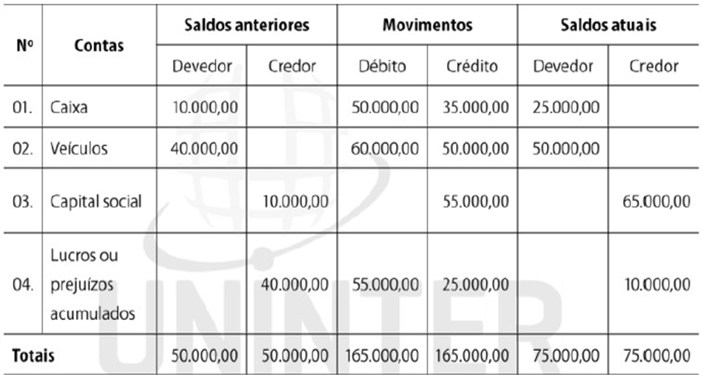 Nº Contas Saldos anteriores Movimentos Saldos atuais
Devedor Credor Débito Crédito Devedor Credor
01. Caixa 10.000,00 50.000,00 35.000,00 25.000,00
02. Veículos 40.000,00 60.000,00 50.000,00 50.000,00
03. Capital social 10.000,00 55.000,00 65.000,00
04. Lucros ou
prejuízos
acumulados 40.000,00 55.000,00 25.000,00 10.000,00
Totais 50.000,00 50.000,00 165.000,00 165.000,00 75.000,00 75.000,00
UNINTER